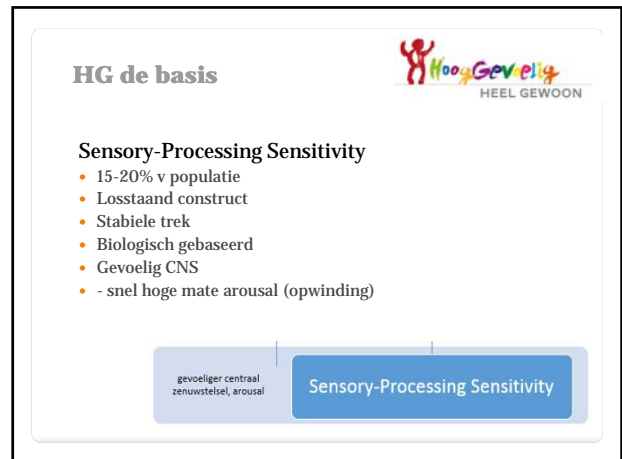 HG de basis
HoogGevoelig
HEEL GEWOON
Sensory-Processing Sensitivity
• 15-20% v populatie
• Losstaand construct
• Stabiele trek
• Biologisch gebaseerd
• Gevoelig CNS
• - snel hoge mate arousal (opwinding)
gevoeliger centraal
zenuwstelsel, arousal
Sensory-Processing Sensitivity